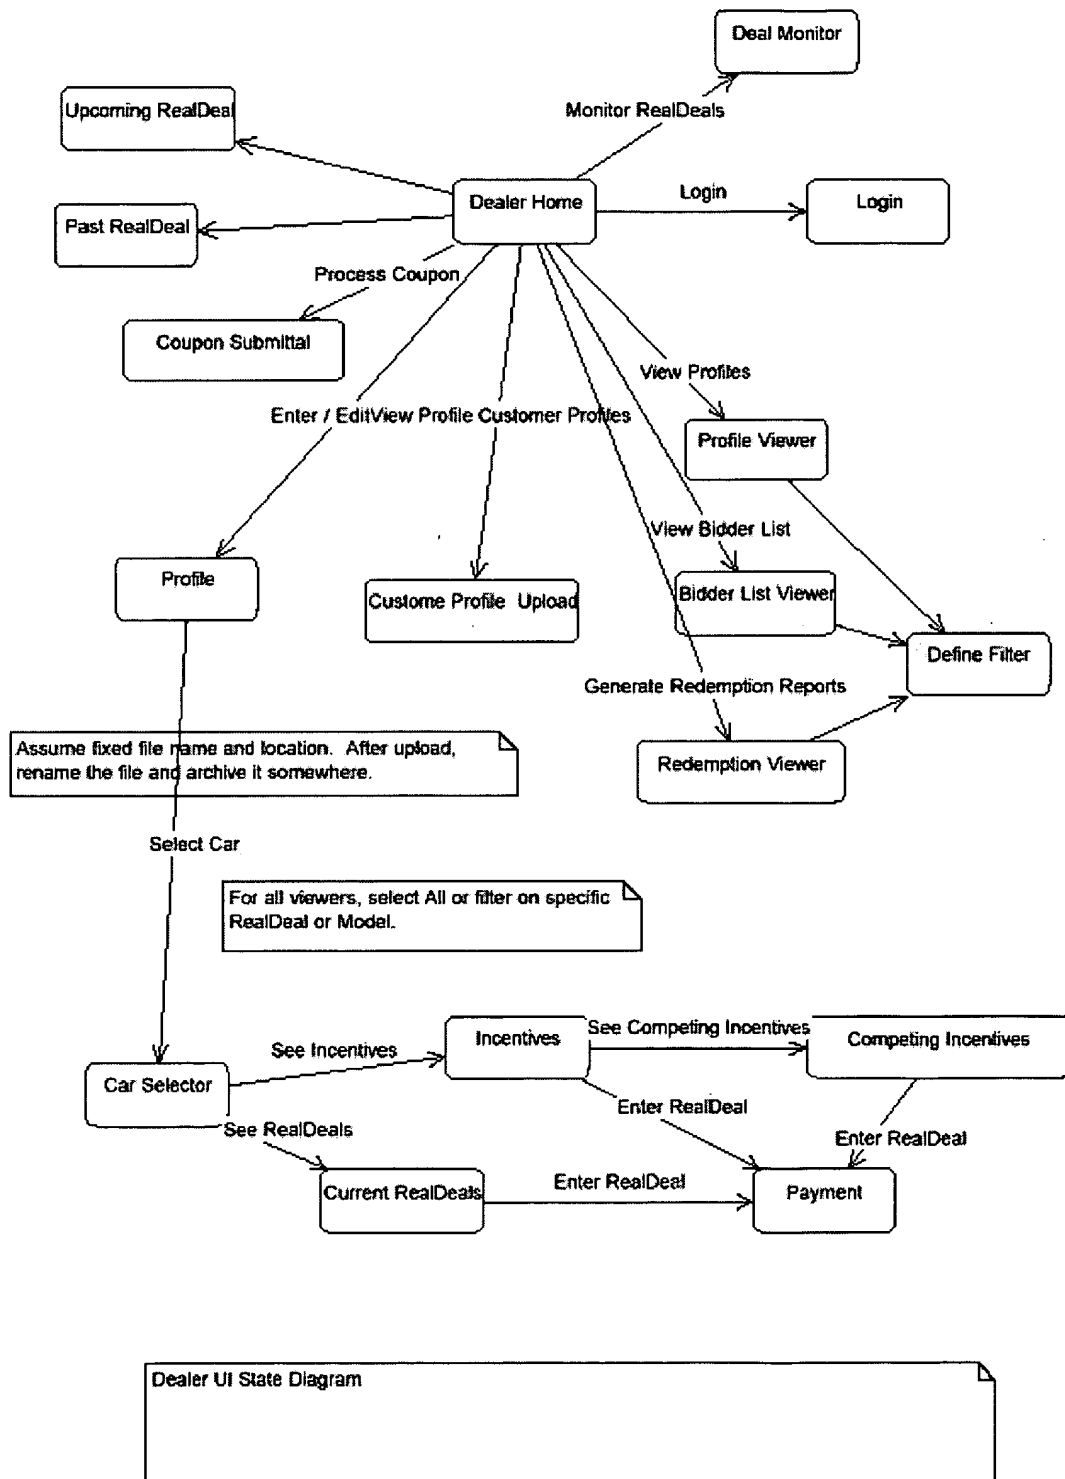 Deal Monitor
Upcoming RealDeal
Monitor RealDeals
Dealer Home
Login
Login
Past RealDeal
Process Coupon
Coupon Submittal
View Profiles
Enter / EditView Profile Customer Profiles
Profile Viewer
View Bidder List
Profile
Custome Profile Upload
Bidder List Viewer
Define Filter
Generate Redemption Reports
Assume fixed file name and location. After upload,
rename the file and archive it somewhere.
Redemption Viewer
Select Car
For all viewers, select All or filter on specific
RealDeal or Model.
See Incentives
Incentives
See Competing Incentives
Competing Incentives
Car Selector
Enter RealDeal
See RealDeals
Enter RealDeal
Current RealDeals
Enter RealDeal
Payment
Dealer UI State Diagram